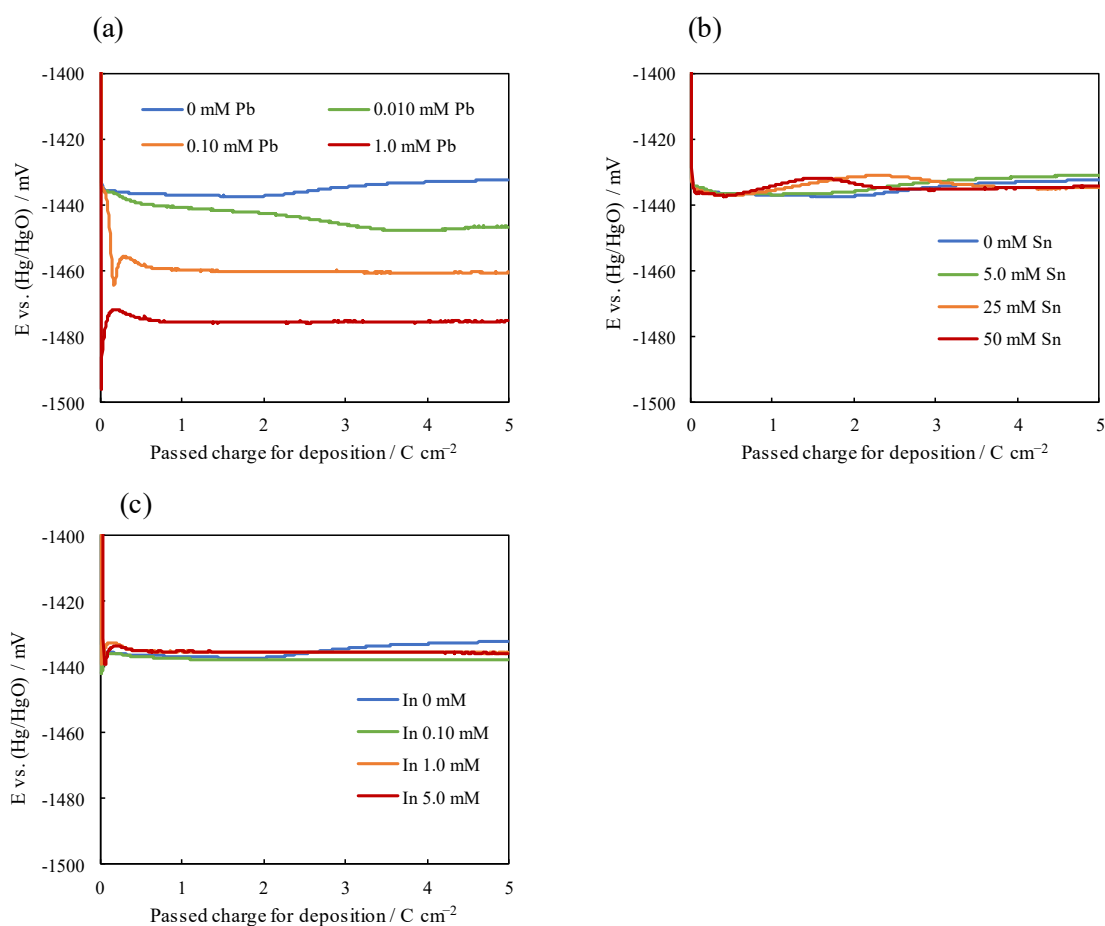 (a)
E vs. (Hg/HgO) / mV
-1400
-1420
-1440
-1460
-1480
-1500
0 mM Pb
0.010 mM Pb
0.10 mM Pb
1.0 mM Pb
0 1 2 3 4 5
Passed charge for deposition / C cm⁻²
(b)
E vs. (Hg/HgO) / mV
-1400
-1420
-1440
-1460
-1480
-1500
0 mM Sn
5.0 mM Sn
25 mM Sn
50 mM Sn
0 1 2 3 4 5
Passed charge for deposition / C cm⁻²
(c)
E vs. (Hg/HgO) / mV
-1400
-1420
-1440
-1460
-1480
-1500
In 0 mM
In 0.10 mM
In 1.0 mM
In 5.0 mM
0 1 2 3 4 5
Passed charge for deposition / C cm⁻²